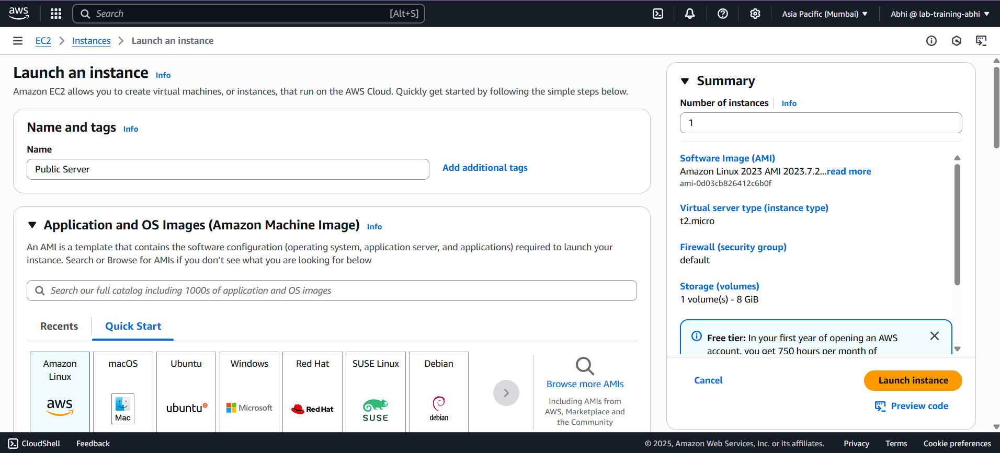 aws
Search
[Alt+S]
Asia Pacific (Mumbai)
Abhi @ lab-training-abhi
EC2
Instances
Launch an instance
Launch an instance
Info
Amazon EC2 allows you to create virtual machines, or instances, that run on the AWS Cloud. Quickly get started by following the simple steps below.
Name and tags
Info
Name
Public Server
Add additional tags
Application and OS Images (Amazon Machine Image)
Info
An AMI is a template that contains the software configuration (operating system, application server, and applications) required to launch your
instance. Search or Browse for AMIs if you don't see what you are looking for below
Search our full catalog including 1000s of application and OS images
Recents
Quick Start
Amazon
Linux
aws
macOS
Mac
Ubuntu
ubuntu
Windows
Microsoft
Red Hat
Red Hat
SUSE Linux
SUSE
Debian
debian
Browse more AMIs
Including AMIs from
AWS, Marketplace and
the Community
Summary
Number of instances
Info
1
Software Image (AMI)
Amazon Linux 2023 AMI 2023.7.2...read more
ami-0d03cb826412c6b0f
Virtual server type (instance type)
t2.micro
Firewall (security group)
default
Storage (volumes)
1 volume(s) - 8 GiB
Free tier: In your first year of opening an AWS
account, you get 750 hours per month of
Cancel
Launch instance
Preview code
CloudShell
Feedback
© 2025, Amazon Web Services, Inc. or its affiliates.
Privacy
Terms
Cookie preferences